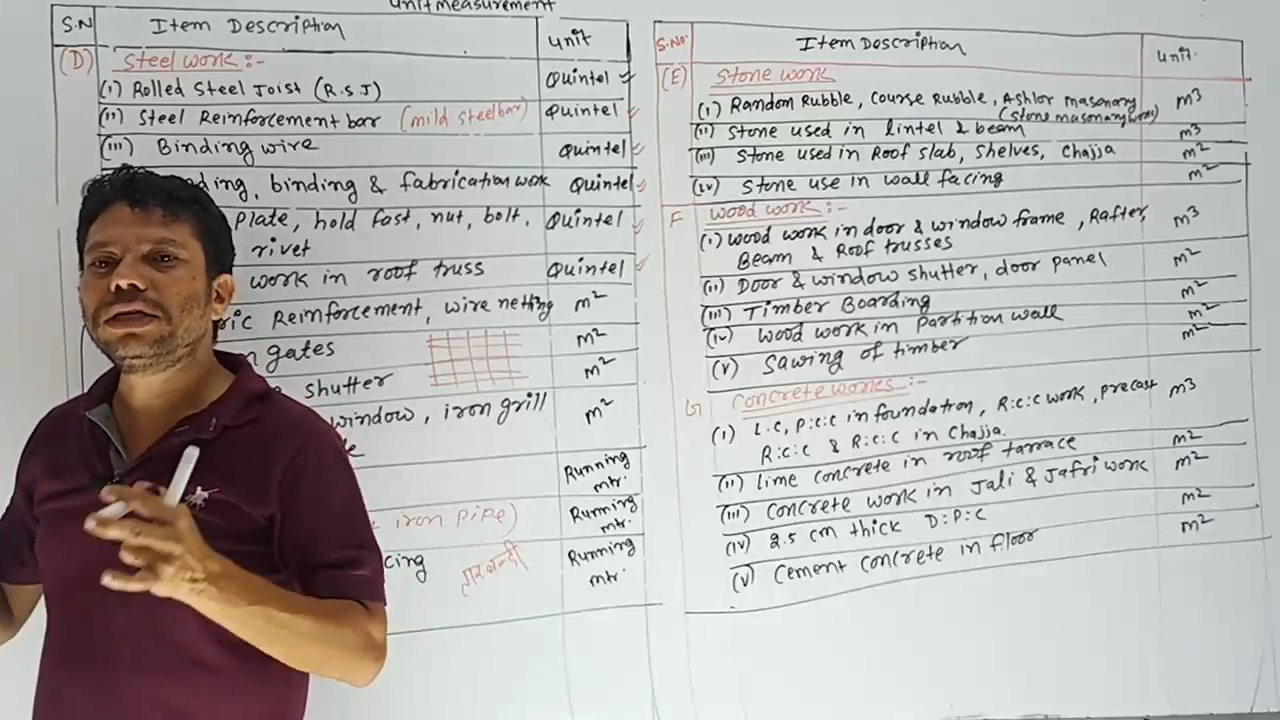 unit measurement
S.N Item Description unit
(D) Steel work :-
(i) Rolled Steel Joist (R.S.J) Quintel
(ii) Steel Reinforcement bar (mild steel bar) Quintel
(iii) Binding wire Quintel
binding & fabrication work Quintel
Plate, hold fast, nut, bolt, Quintel
rivet
work in roof truss Quintel
ric Reinforcement, wire netting m²
gates m²
shutter m²
window, iron grill m²
Running
mtr.
iron pipe) Running
mtr.
cing तारबन्दी Running
mtr.
S.No. Item Description unit.
(E) Stone work
(i) Random Rubble, Course Rubble, Ashlor masonary m³
(Stone masonary work)
(ii) Stone used in lintel & beam m³
(iii) Stone used in Roof slab, Shelves, Chajja m²
(iv) Stone use in wall facing m²
F wood work :-
(i) wood work in door & window frame, Rafter, m³
Beam & Roof trusses
(ii) Door & window shutter, door panel m²
(iii) Timber Boarding m²
(iv) wood work in Partition wall m²
(v) Sawing of timber m²
G Concrete works :-
(i) L.C, P.C.C in foundation, R.C.C work, precast m³
R.C.C & R.C.C in Chajja
(ii) lime concrete in roof tarrace m²
(iii) concrete work in Jali & Jafri work m²
(iv) 2.5 cm thick D.P.C m²
(v) Cement concrete in floor m²